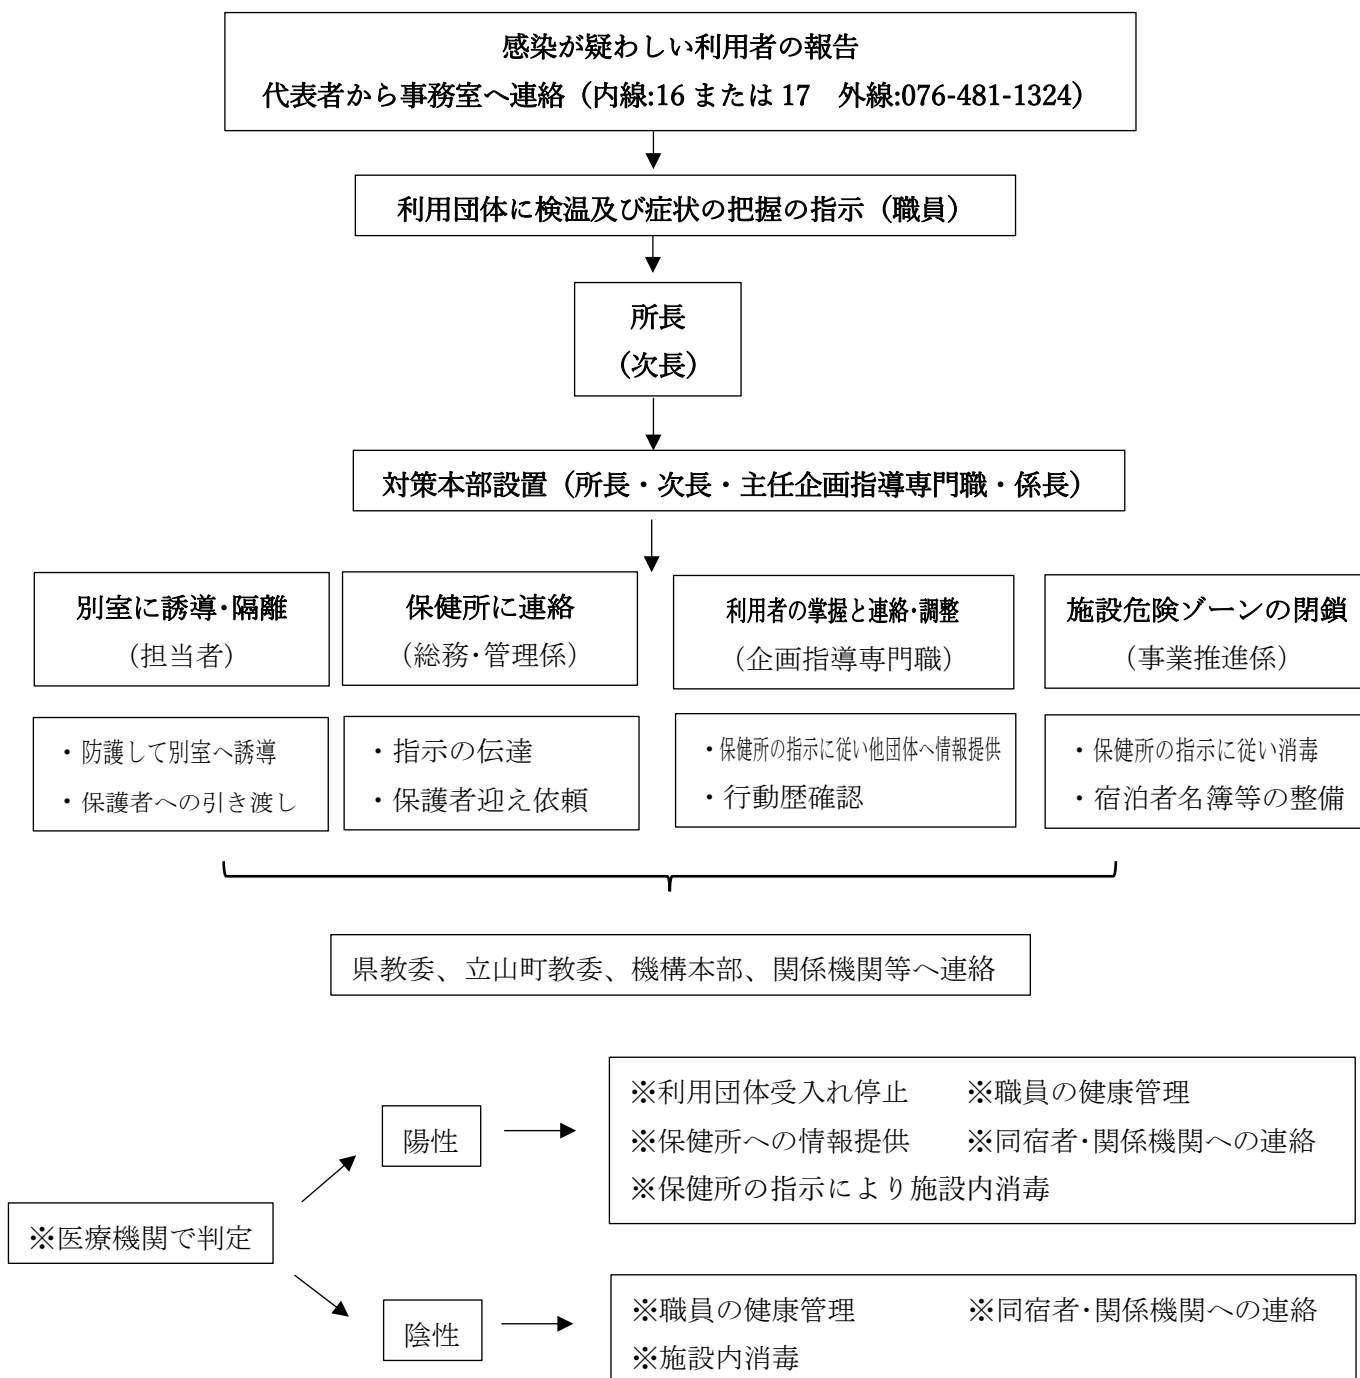 感染が疑わしい利用者の報告
代表者から事務室へ連絡（内線:16 または 17　外線:076-481-1324）
利用団体に検温及び症状の把握の指示（職員）
所長
（次長）
対策本部設置（所長・次長・主任企画指導専門職・係長）
別室に誘導・隔離
（担当者）
保健所に連絡
（総務・管理係）
利用者の掌握と連絡・調整
（企画指導専門職）
施設危険ゾーンの閉鎖
（事業推進係）
・防護して別室へ誘導
・保護者への引き渡し
・指示の伝達
・保護者迎え依頼
・保健所の指示に従い他団体へ情報提供
・行動歴確認
・保健所の指示に従い消毒
・宿泊者名簿等の整備
県教委、立山町教委、機構本部、関係機関等へ連絡
※医療機関で判定
陽性
※利用団体受入れ停止　　※職員の健康管理
※保健所への情報提供　　※同宿者・関係機関への連絡
※保健所の指示により施設内消毒
陰性
※職員の健康管理　　　　※同宿者・関係機関への連絡
※施設内消毒